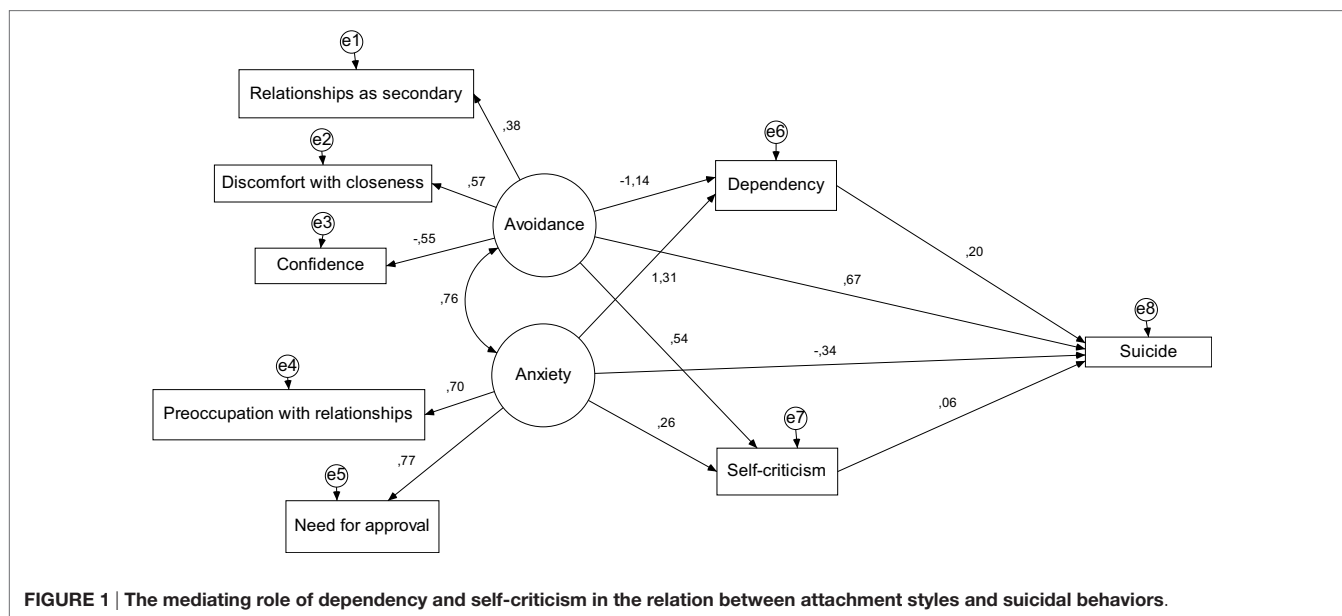 e1
Relationships as secondary
,38
e2
Discomfort with closeness
,57
e3
Confidence
-,55
Avoidance
,76
Anxiety
e4
Preoccupation with relationships
,70
e5
Need for approval
,77
-1,14
1,31
e6
Dependency
,20
,67
,54
-,34
,26
e7
Self-criticism
,06
e8
Suicide
FIGURE 1 | The mediating role of dependency and self-criticism in the relation between attachment styles and suicidal behaviors.